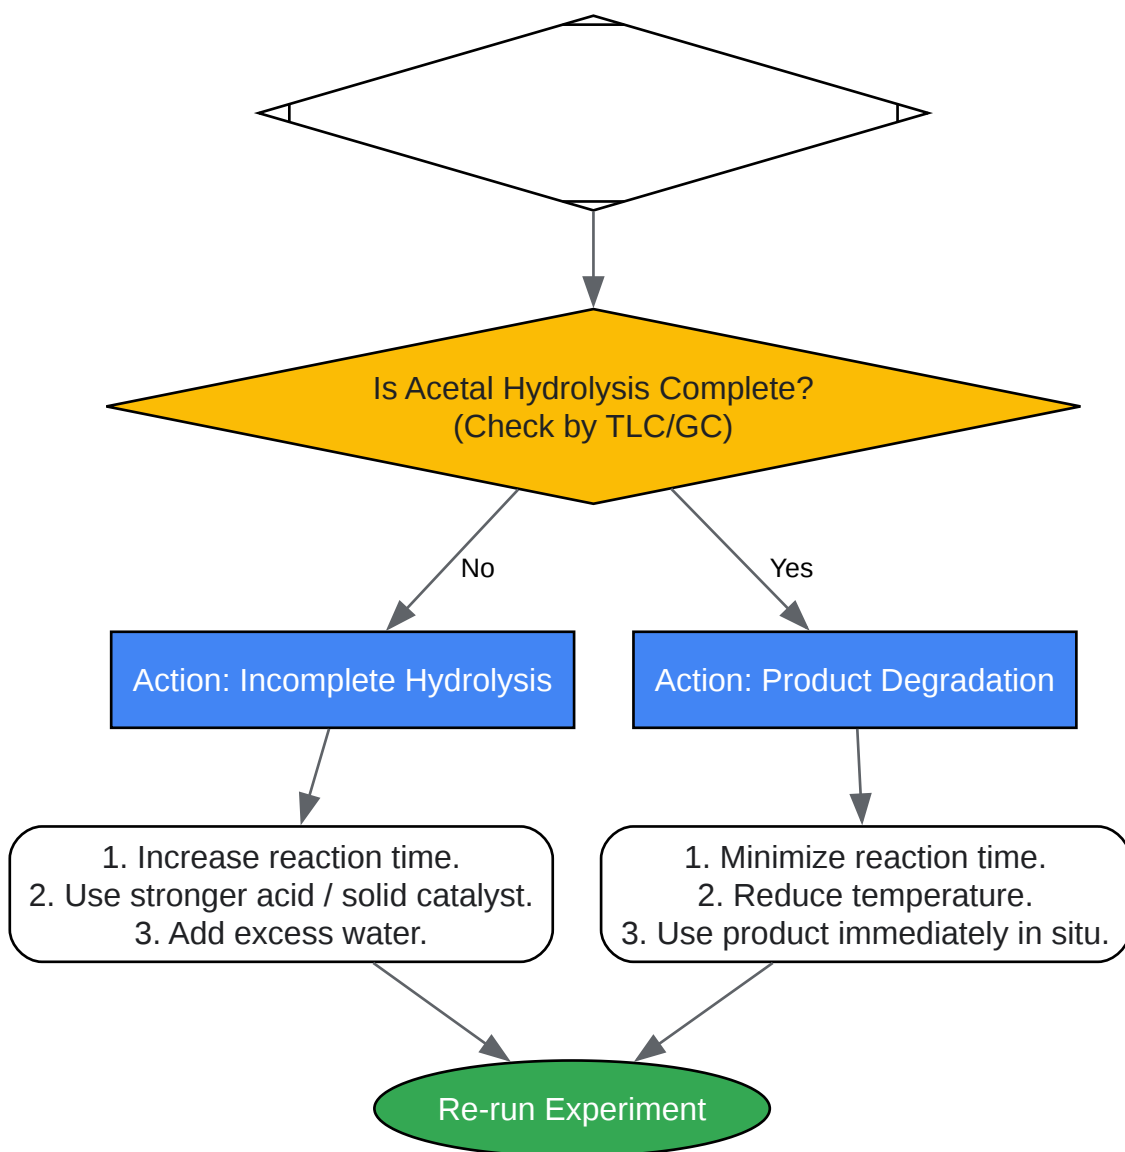 Is Acetal Hydrolysis Complete?
(Check by TLC/GC)
No
Yes
Action: Incomplete Hydrolysis
Action: Product Degradation
1. Increase reaction time.
2. Use stronger acid / solid catalyst.
3. Add excess water.
1. Minimize reaction time.
2. Reduce temperature.
3. Use product immediately in situ.
Re-run Experiment